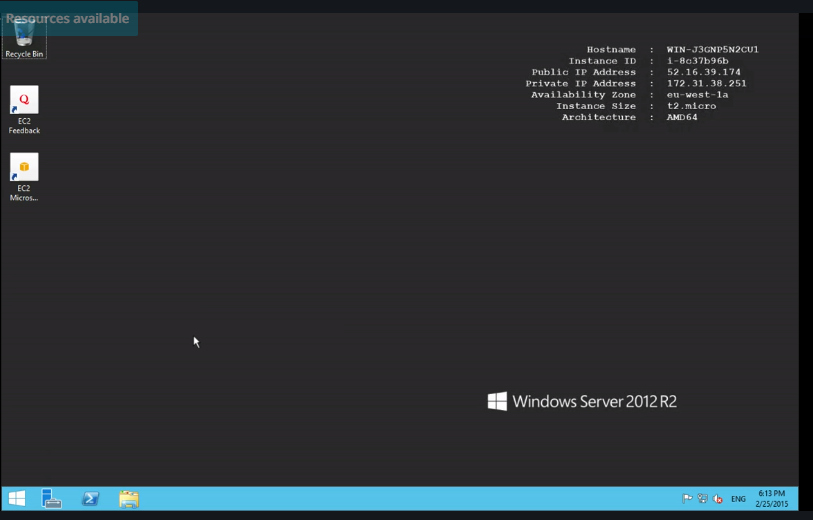 Resources available
Recycle Bin
EC2
Feedback
EC2
Micros...
Hostname : WIN-J3GNP5N2CU1
Instance ID : i-8c37b96b
Public IP Address : 52.16.39.174
Private IP Address : 172.31.38.251
Availability Zone : eu-west-1a
Instance Size : t2.micro
Architecture : AMD64
Windows Server 2012 R2
ENG
6:13 PM
2/25/2015